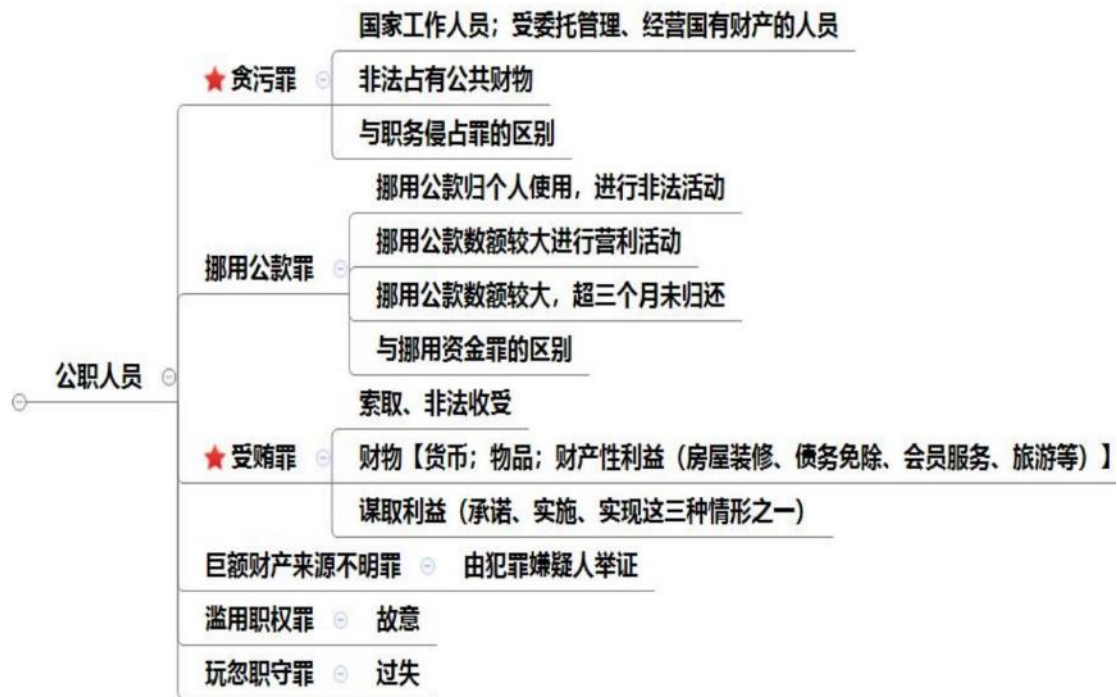 国家工作人员；受委托管理、经营国有财产的人员
贪污罪
非法占有公共财物
与职务侵占罪的区别
挪用公款归个人使用，进行非法活动
挪用公款数额较大进行营利活动
挪用公款罪
挪用公款数额较大，超三个月未归还
与挪用资金罪的区别
公职人员
索取、非法收受
受贿罪
财物【货币；物品；财产性利益（房屋装修、债务免除、会员服务、旅游等）】
谋取利益（承诺、实施、实现这三种情形之一）
巨额财产来源不明罪 由犯罪嫌疑人举证
滥用职权罪 故意
玩忽职守罪 过失